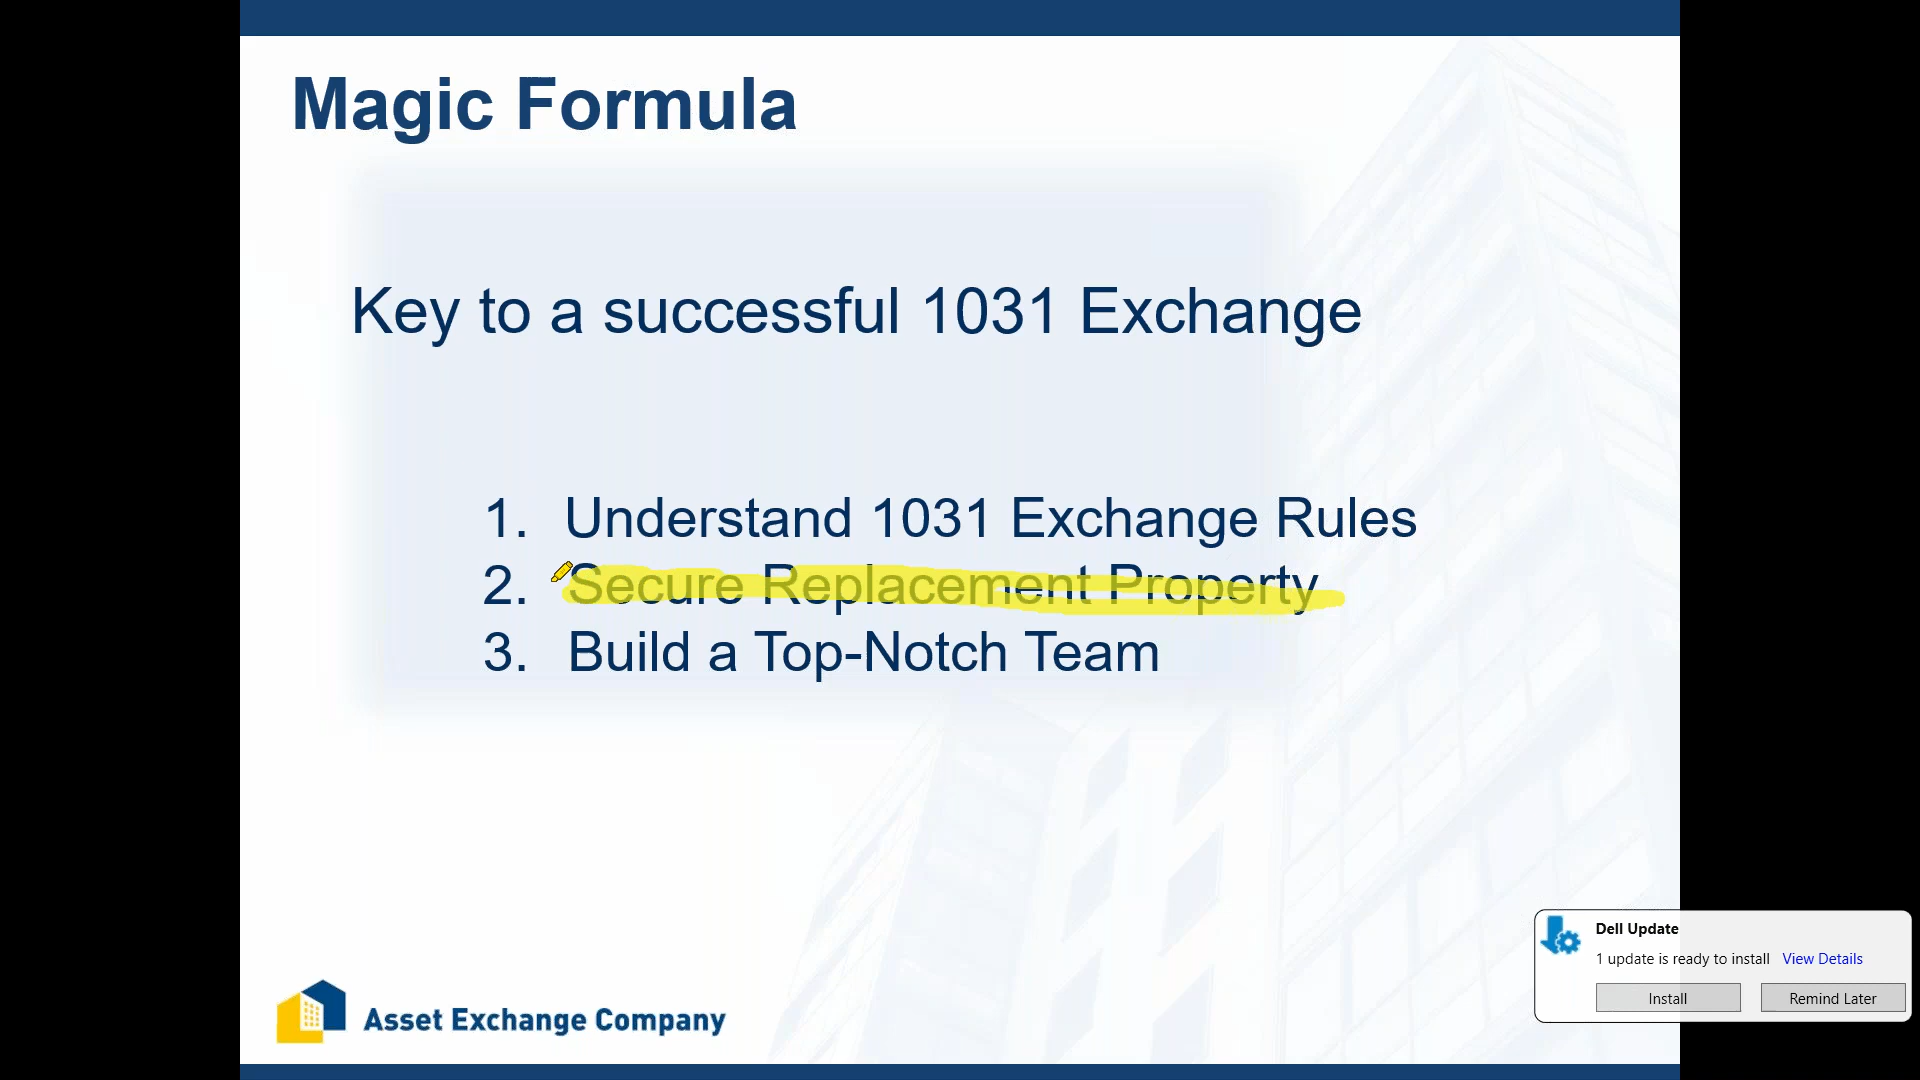 Magic Formula
Key to a successful 1031 Exchange
1. Understand 1031 Exchange Rules
2. Secure Replacement Property
3. Build a Top-Notch Team
Asset Exchange Company
Dell Update
1 update is ready to install View Details
Install Remind Later